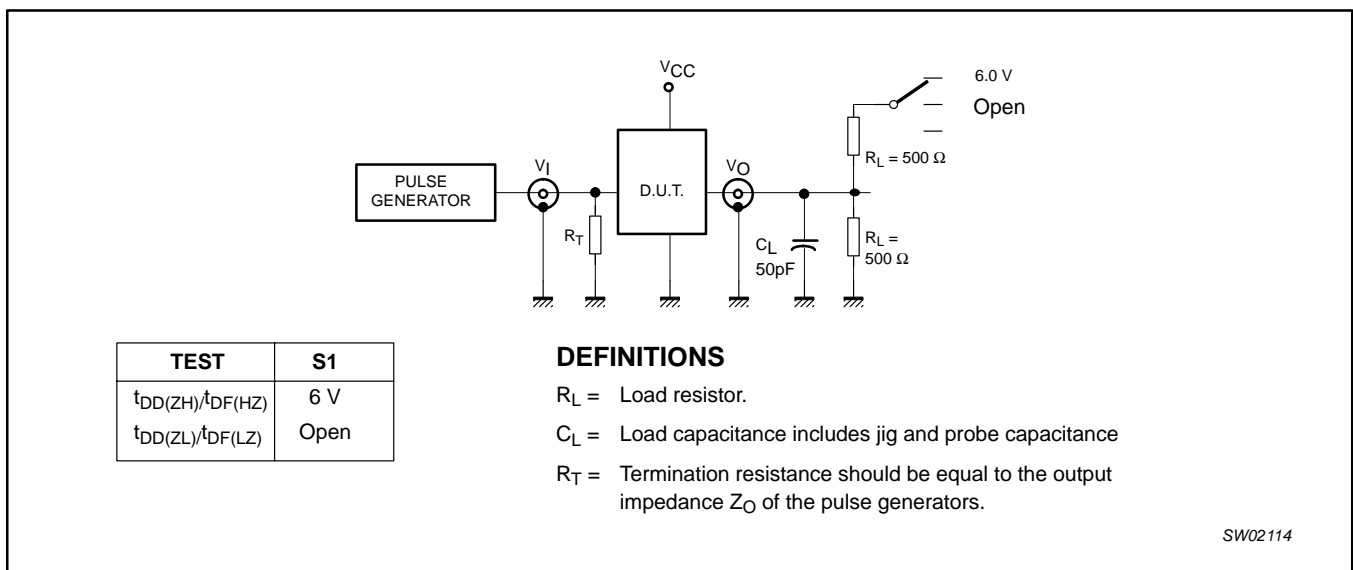 VCC
6.0 V
Open
RL = 500 Ω
PULSE
GENERATOR
VI
RT
D.U.T.
VO
CL
50pF
RL =
500 Ω
TEST S1
tDD(ZH)/tDF(HZ) 6 V
tDD(ZL)/tDF(LZ) Open
DEFINITIONS
RL = Load resistor.
CL = Load capacitance includes jig and probe capacitance
RT = Termination resistance should be equal to the output
impedance ZO of the pulse generators.
SW02114